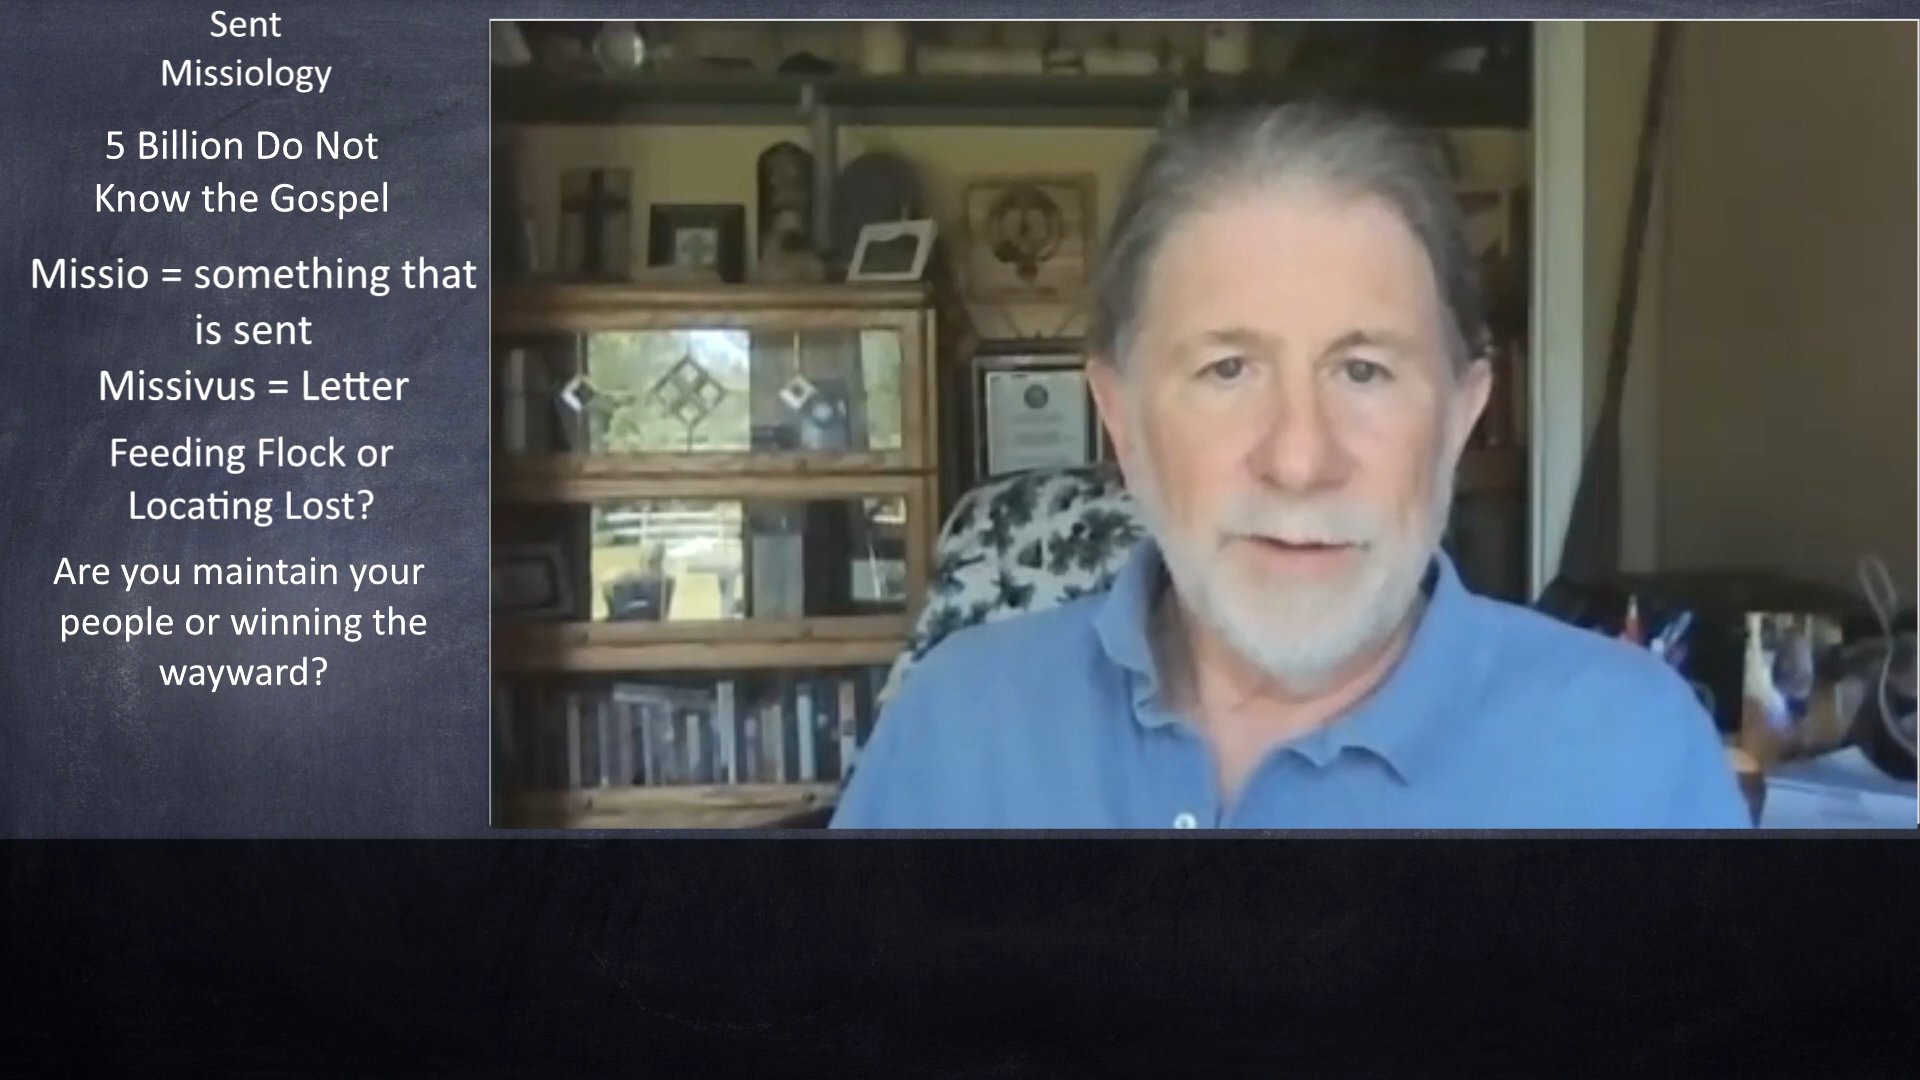 Sent
Missiology
5 Billion Do Not
Know the Gospel
Missio = something that
is sent
Missivus = Letter
Feeding Flock or
Locating Lost?
Are you maintain your
people or winning the
wayward?